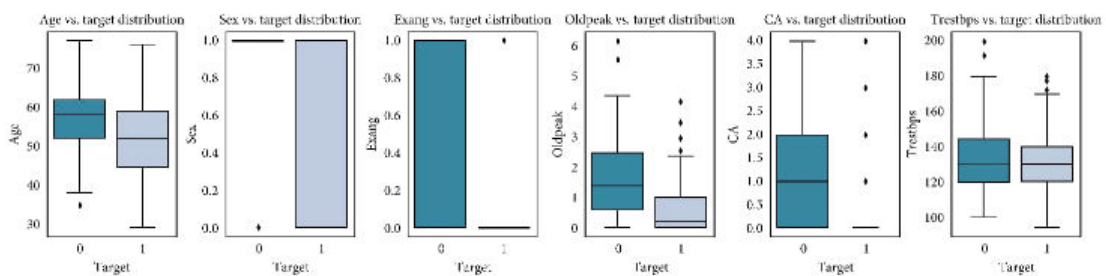 Age vs. target distribution
Age
70
60
50
40
30
0 1
Target
Sex vs. target distribution
Sex
1.0
0.8
0.6
0.4
0.2
0.0
0 1
Target
Exang vs. target distribution
Exang
1.0
0.8
0.6
0.4
0.2
0.0
0 1
Target
Oldpeak vs. target distribution
Oldpeak
6
5
4
3
2
1
0
0 1
Target
CA vs. target distribution
CA
4.0
3.5
3.0
2.5
2.0
1.5
1.0
0.5
0.0
0 1
Target
Trestbps vs. target distribution
Trestbps
200
180
160
140
120
100
0 1
Target